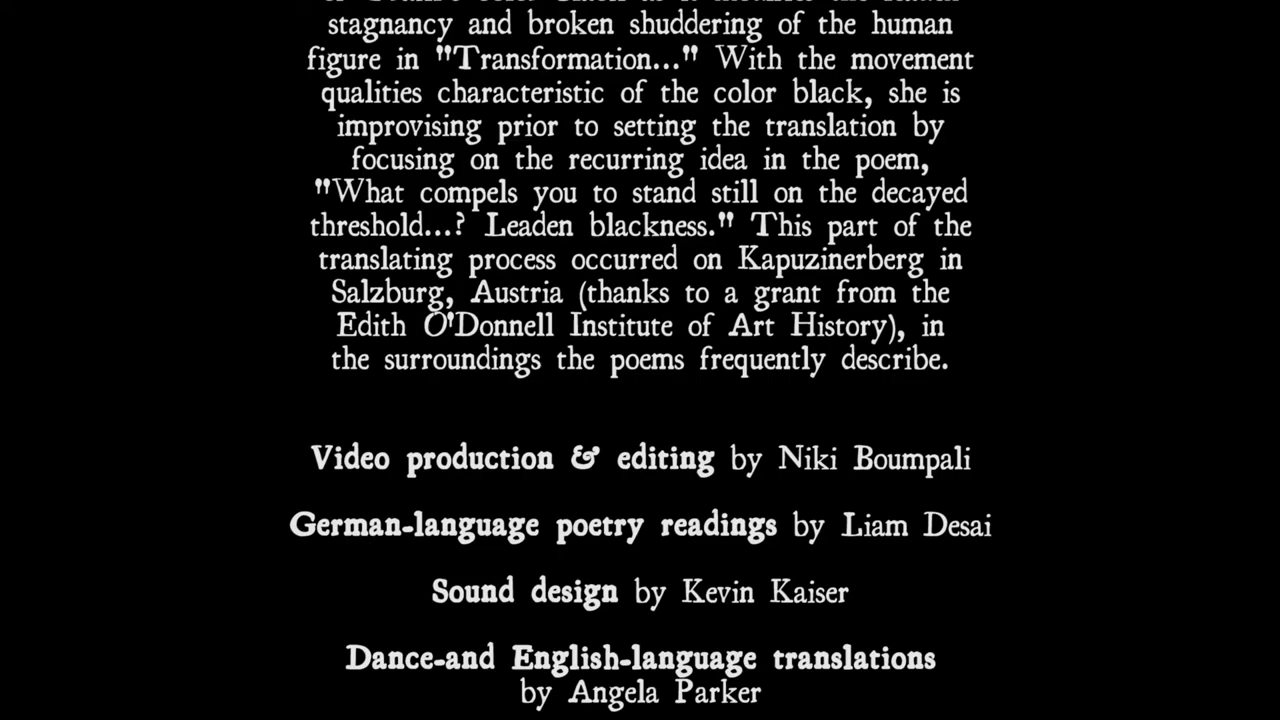 stagnancy and broken shuddering of the human
figure in "Transformation..." With the movement
qualities characteristic of the color black, she is
improvising prior to setting the translation by
focusing on the recurring idea in the poem,
"What compels you to stand still on the decayed
threshold...? Leaden blackness." This part of the
translating process occurred on Kapuzinerberg in
Salzburg, Austria (thanks to a grant from the
Edith O'Donnell Institute of Art History), in
the surroundings the poems frequently describe.
Video production & editing by Niki Boumpali
German-language poetry readings by Liam Desai
Sound design by Kevin Kaiser
Dance-and English-language translations
by Angela Parker